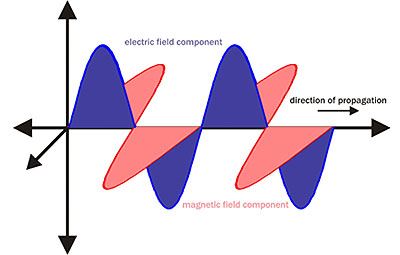 electric field component
direction of propagation
magnetic field component